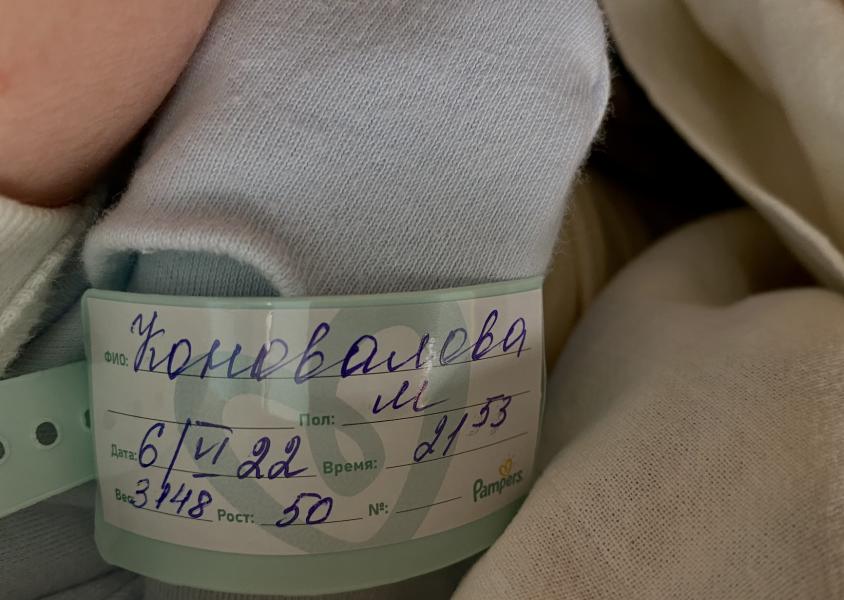 ФИО: Коновалова
Пол: м
Дата: 6/VI 22 Время: 21 53
Вес: 3148 Рост: 50 №:
Pampers